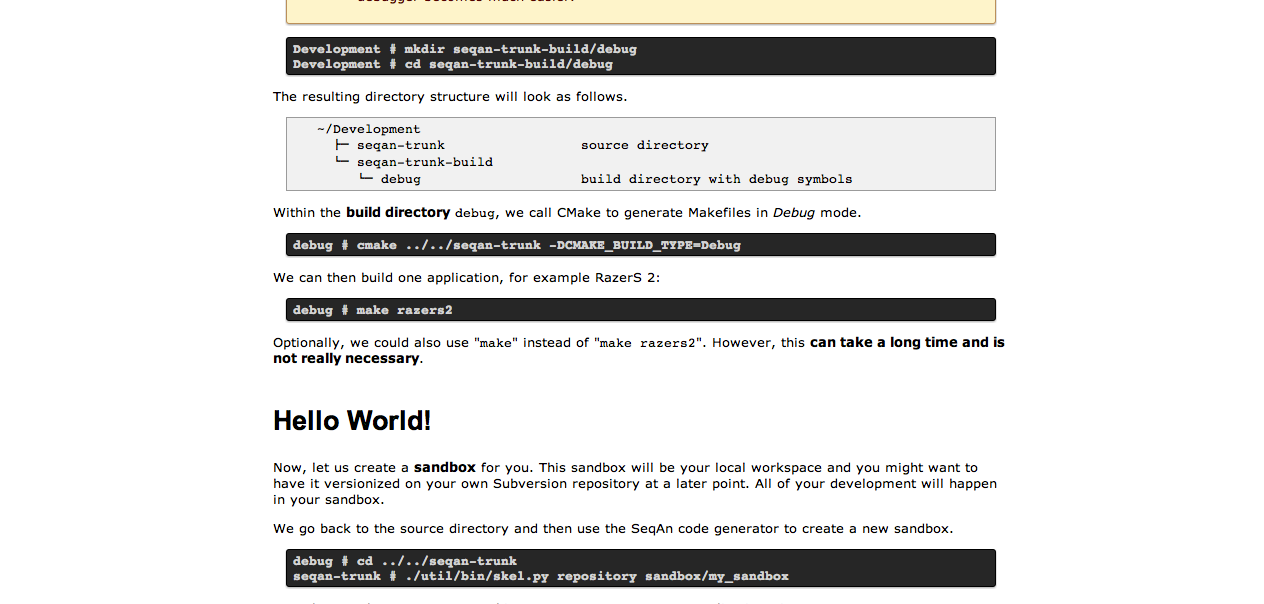 Development # mkdir seqan-trunk-build/debug
Development # cd seqan-trunk-build/debug
The resulting directory structure will look as follows.
~/Development
├─ seqan-trunk source directory
└─ seqan-trunk-build
└─ debug build directory with debug symbols
Within the build directory debug, we call CMake to generate Makefiles in Debug mode.
debug # cmake ../../seqan-trunk -DCMAKE_BUILD_TYPE=Debug
We can then build one application, for example RazerS 2:
debug # make razers2
Optionally, we could also use "make" instead of "make razers2". However, this can take a long time and is
not really necessary.
Hello World!
Now, let us create a sandbox for you. This sandbox will be your local workspace and you might want to
have it versionized on your own Subversion repository at a later point. All of your development will happen
in your sandbox.
We go back to the source directory and then use the SeqAn code generator to create a new sandbox.
debug # cd ../../seqan-trunk
seqan-trunk # ./util/bin/skel.py repository sandbox/my_sandbox